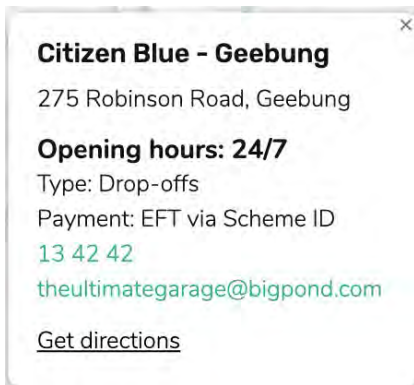 Citizen Blue - Geebung
275 Robinson Road, Geebung
Opening hours: 24/7
Type: Drop-offs
Payment: EFT via Scheme ID
13 42 42
theultimategarage@bigpond.com
Get directions